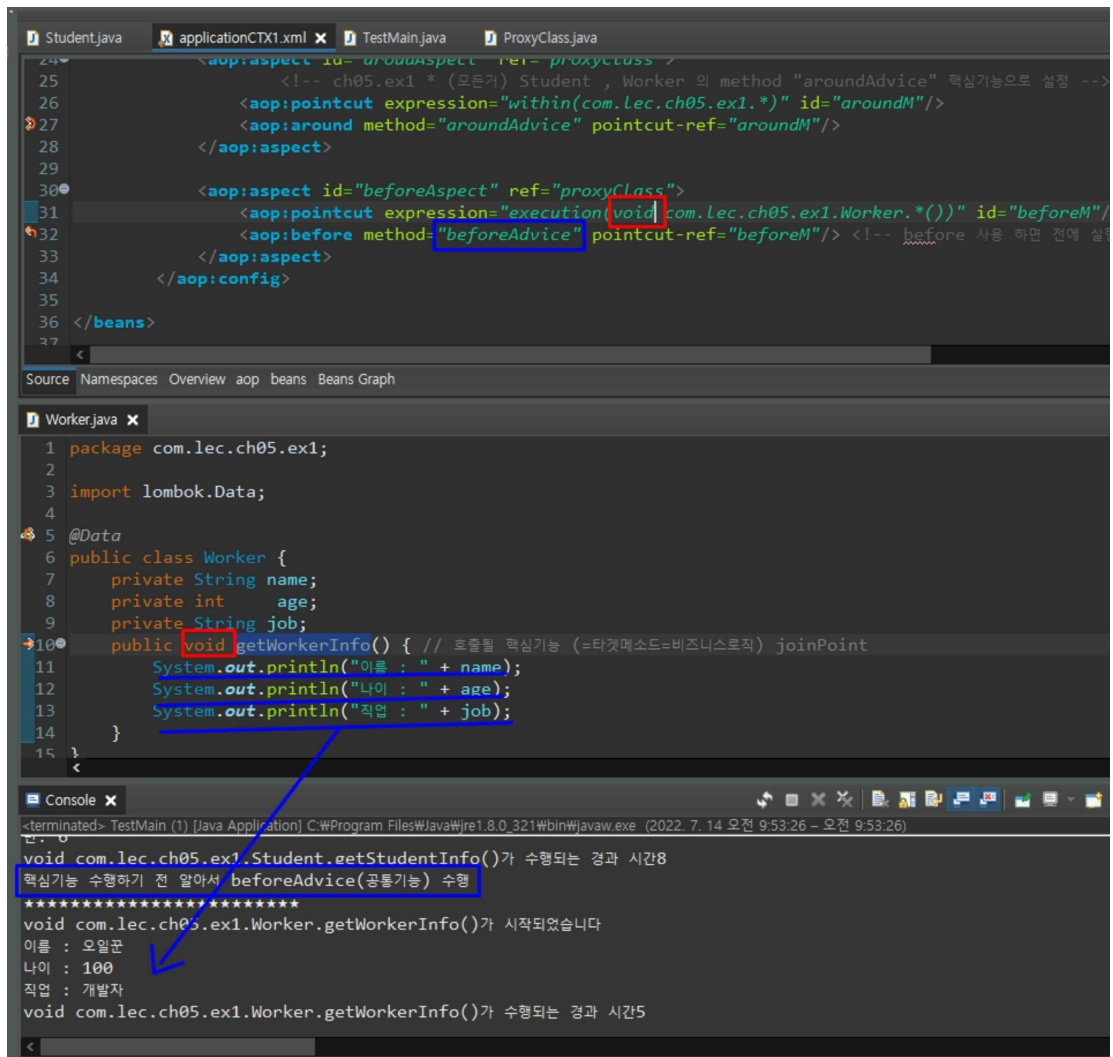 Student.java applicationCTX1.xml TestMain.java ProxyClass.java
24 <aop:aspect id="aroudAspect" ref="proxyClass">
25 <!-- ch05.ex1 * (모든거) Student , Worker 의 method "aroundAdvice" 핵심기능으로 설정 -->
26 <aop:pointcut expression="within(com.lec.ch05.ex1.*)" id="aroundM"/>
27 <aop:around method="aroundAdvice" pointcut-ref="aroundM"/>
28 </aop:aspect>
29
30 <aop:aspect id="beforeAspect" ref="proxyClass">
31 <aop:pointcut expression="execution(void com.lec.ch05.ex1.Worker.*())" id="beforeM"/
32 <aop:before method="beforeAdvice" pointcut-ref="beforeM"/> <!-- before 사용 하면 전에 실행
33 </aop:aspect>
34 </aop:config>
35
36 </beans>
37
Source Namespaces Overview aop beans Beans Graph
Worker.java
1 package com.lec.ch05.ex1;
2
3 import lombok.Data;
4
5 @Data
6 public class Worker {
7 private String name;
8 private int age;
9 private String job;
10 public void getWorkerInfo() { // 호출될 핵심기능 (=타겟메소드=비즈니스로직) joinPoint
11 System.out.println("이름 : " + name);
12 System.out.println("나이 : " + age);
13 System.out.println("직업 : " + job);
14 }
15 }
Console
<terminated> TestMain (1) [Java Application] C:₩Program Files₩Java₩jre1.8.0_321₩bin₩javaw.exe (2022. 7. 14 오전 9:53:26 – 오전 9:53:26)
void com.lec.ch05.ex1.Student.getStudentInfo()가 수행되는 경과 시간8
핵심기능 수행하기 전 알아서 beforeAdvice(공통기능) 수행
★★★★★★★★★★★★★★★★★★★★★★★★
void com.lec.ch05.ex1.Worker.getWorkerInfo()가 시작되었습니다
이름 : 오일꾼
나이 : 100
직업 : 개발자
void com.lec.ch05.ex1.Worker.getWorkerInfo()가 수행되는 경과 시간5